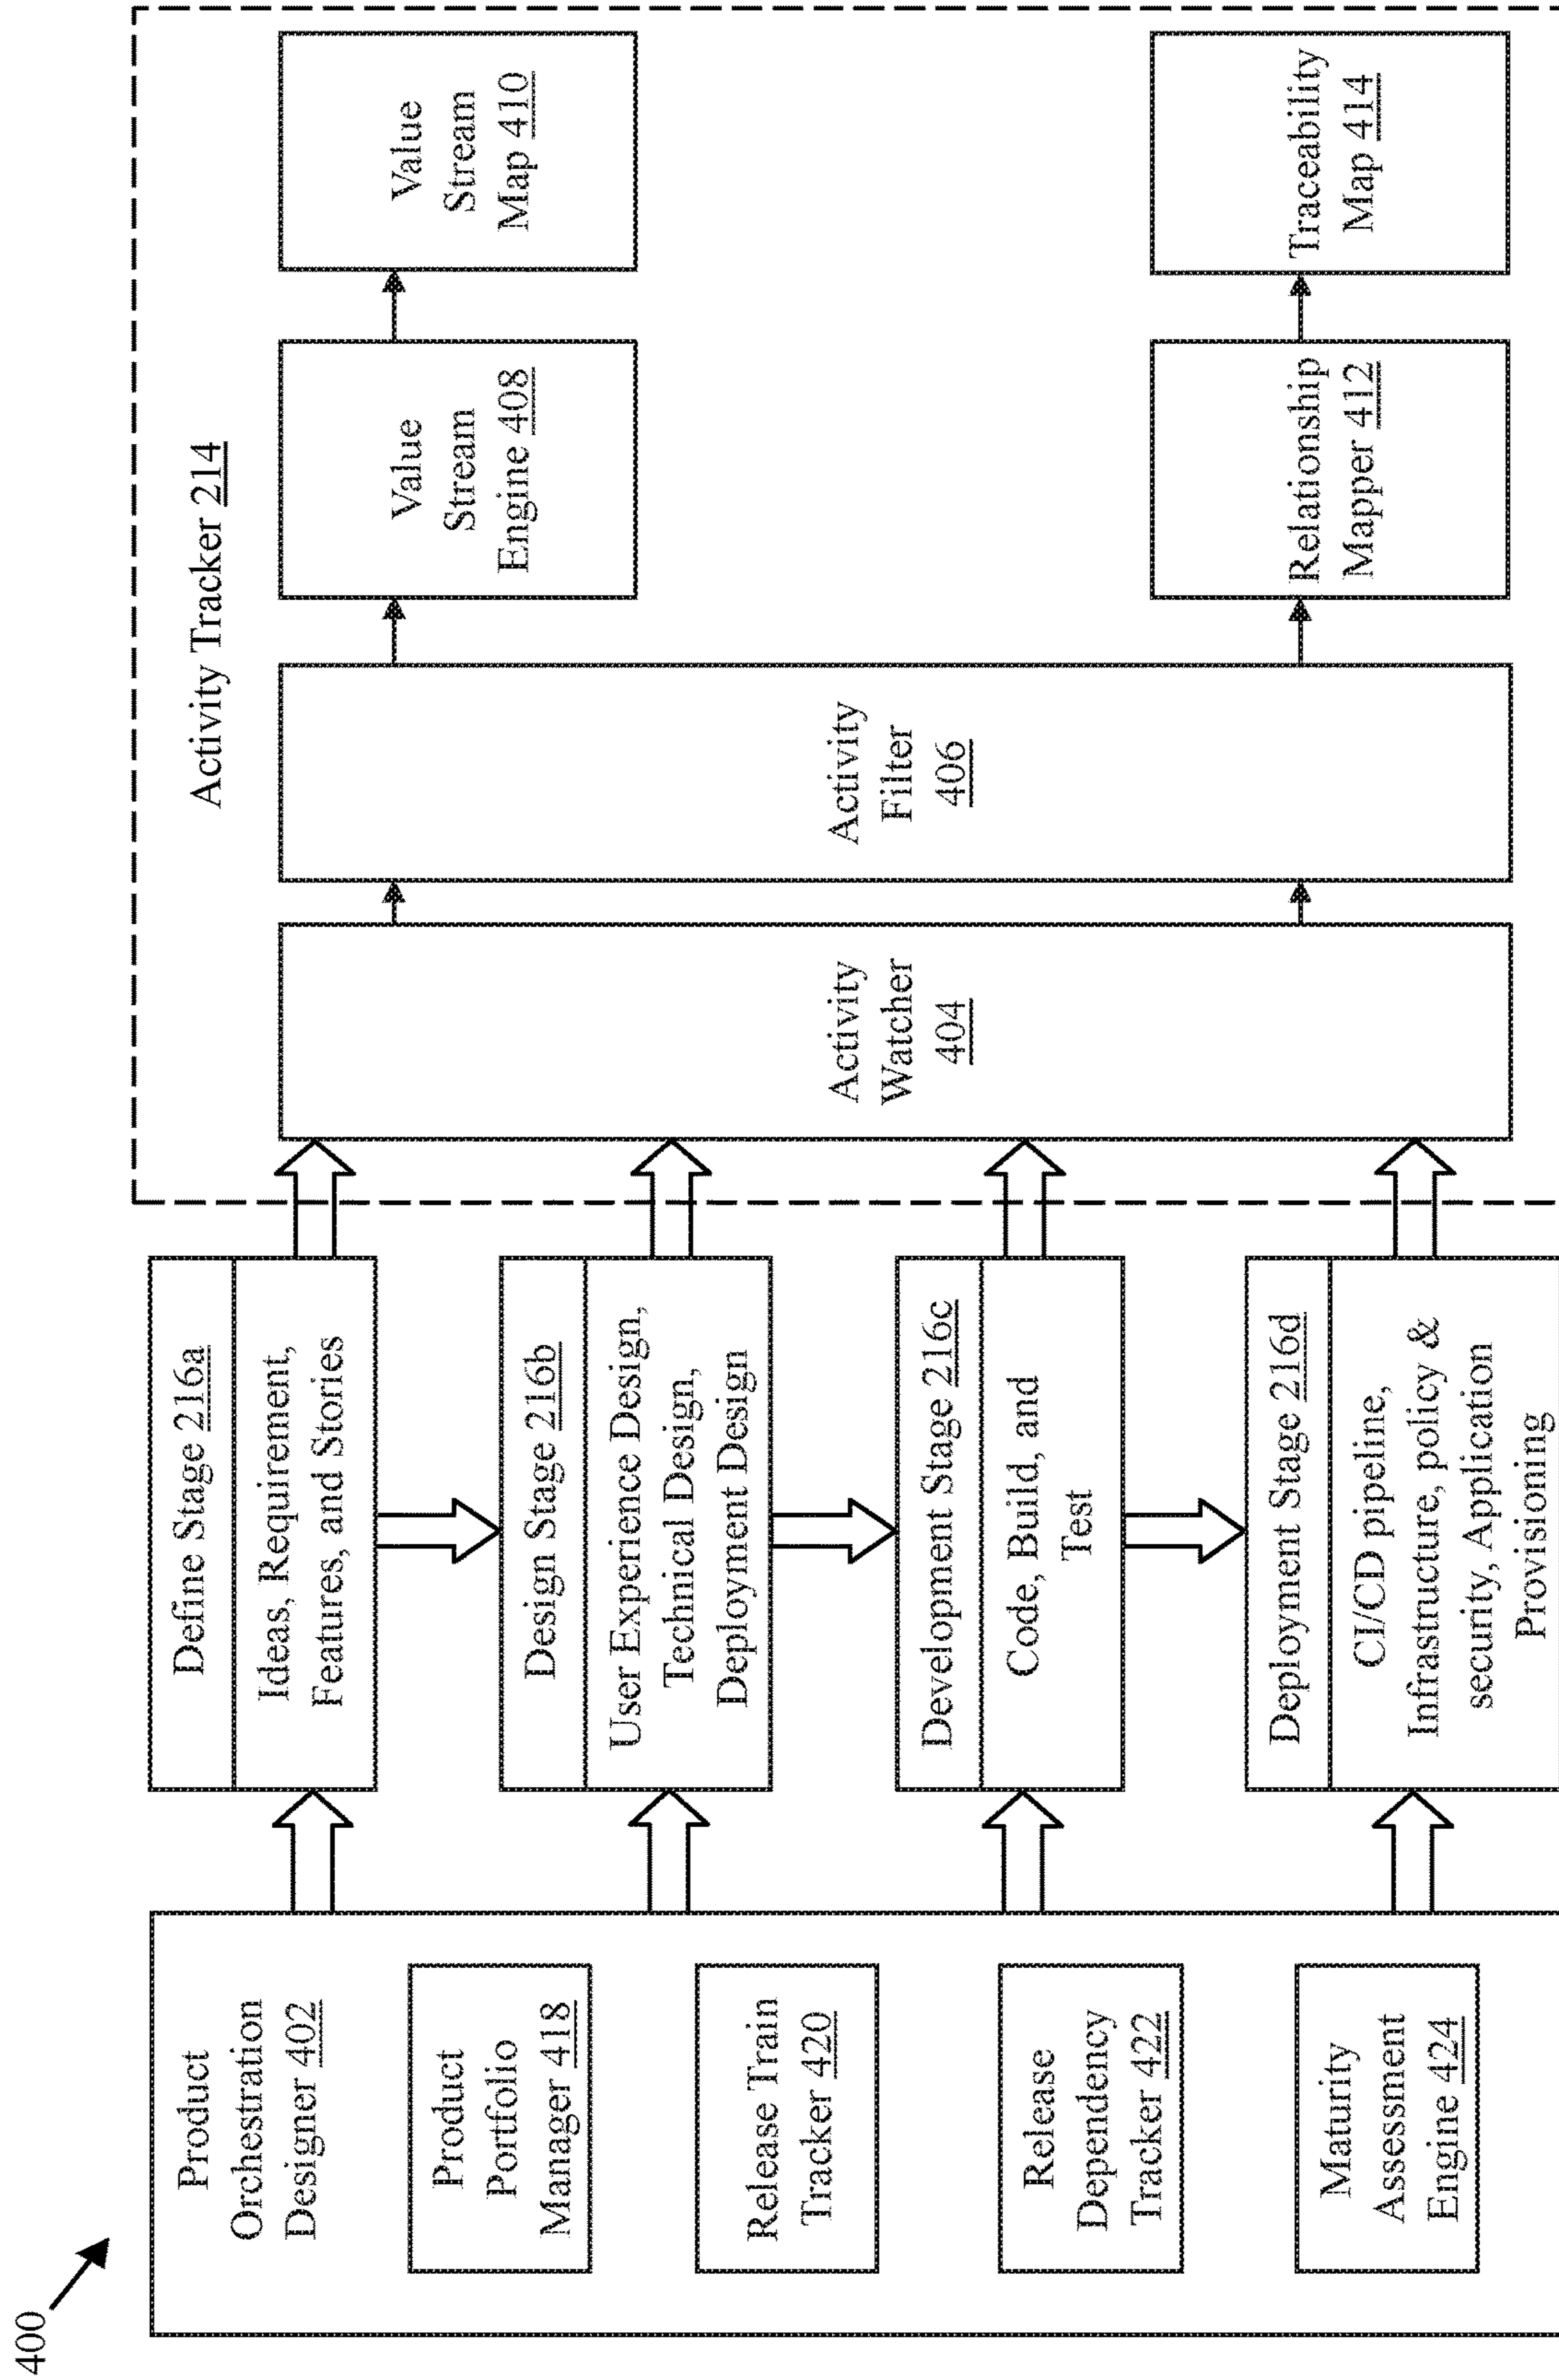 400
Product
Orchestration
Designer 402
Product
Portfolio
Manager 418
Release Train
Tracker 420
Release
Dependency
Tracker 422
Maturity
Assessment
Engine 424
Define Stage 216a
Ideas, Requirement,
Features, and Stories
Design Stage 216b
User Experience Design,
Technical Design,
Deployment Design
Development Stage 216c
Code, Build, and
Test
Deployment Stage 216d
CI/CD pipeline,
Infrastructure, policy &
security, Application
Provisioning
Activity Tracker 214
Activity
Watcher
404
Activity
Filter
406
Value
Stream
Engine 408
Value
Stream
Map 410
Relationship
Mapper 412
Traceability
Map 414